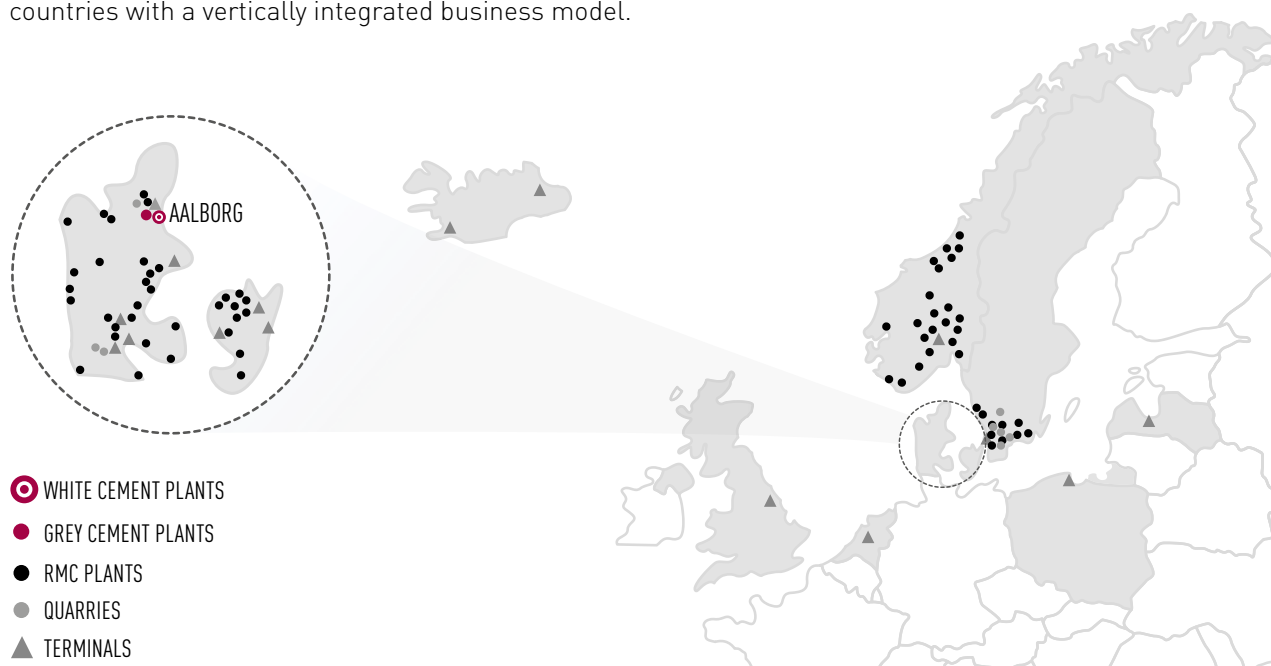 countries with a vertically integrated business model.
AALBORG
WHITE CEMENT PLANTS
GREY CEMENT PLANTS
RMC PLANTS
QUARRIES
TERMINALS